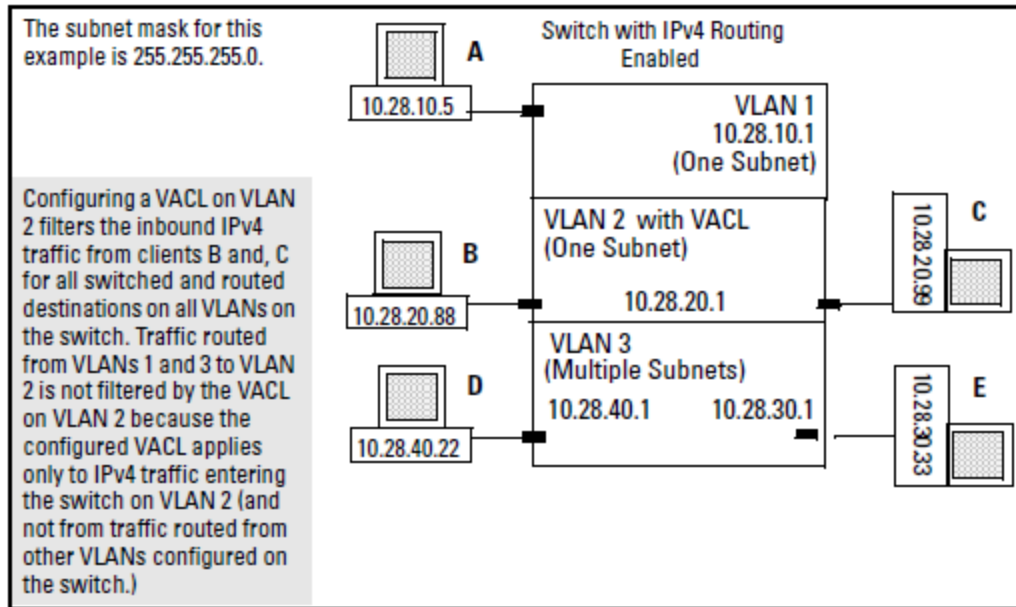 The subnet mask for this
example is 255.255.255.0.
Configuring a VACL on VLAN
2 filters the inbound IPv4
traffic from clients B and, C
for all switched and routed
destinations on all VLANs on
the switch. Traffic routed
from VLANs 1 and 3 to VLAN
2 is not filtered by the VACL
on VLAN 2 because the
configured VACL applies
only to IPv4 traffic entering
the switch on VLAN 2 (and
not from traffic routed from
other VLANs configured on
the switch.)
Switch with IPv4 Routing
Enabled
A
10.28.10.5
VLAN 1
10.28.10.1
(One Subnet)
B
10.28.20.88
VLAN 2 with VACL
(One Subnet)
10.28.20.1
C
10.28.20.99
D
10.28.40.22
VLAN 3
(Multiple Subnets)
10.28.40.1 10.28.30.1
E
10.28.30.33